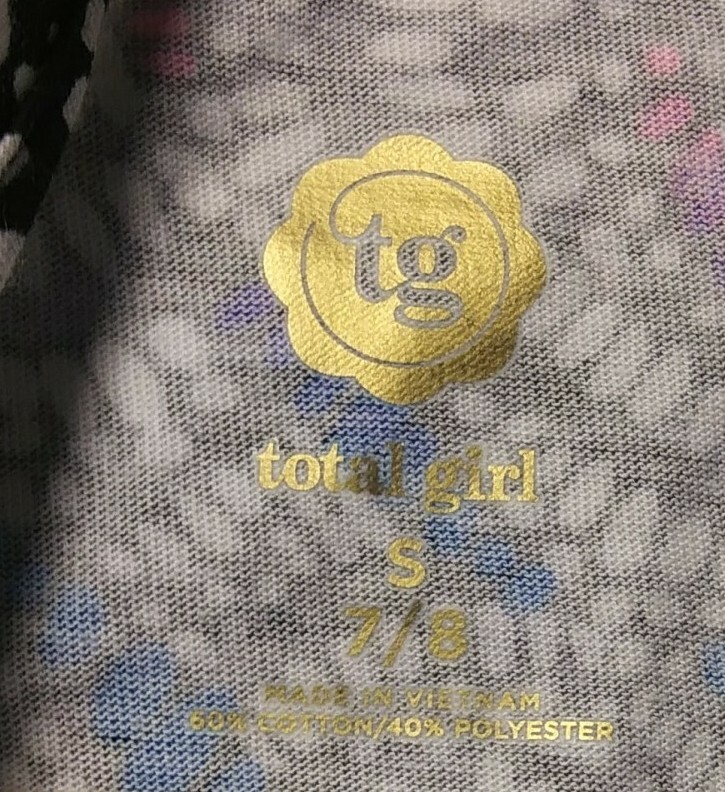 tg
total girl
S
7/8
MADE IN VIETNAM
60% COTTON/40% POLYESTER